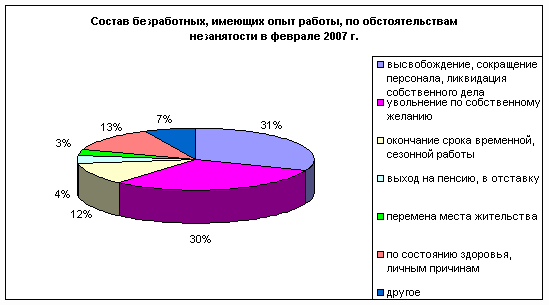 Состав безработных, имеющих опыт работы, по обстоятельствам
незанятости в феврале 2007 г.
31%
30%
12%
4%
3%
13%
7%
высвобождение, сокращение
персонала, ликвидация
собственного дела
увольнение по собственному
желанию
окончание срока временной,
сезонной работы
выход на пенсию, в отставку
перемена места жительства
по состоянию здоровья,
личным причинам
другое